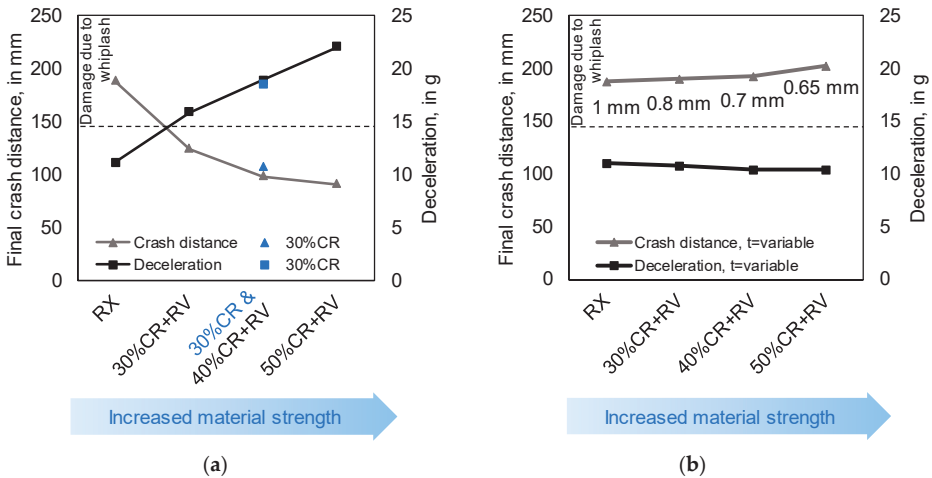 250
200
150
100
50
0
Final crash distance, in mm
Damage due to
whiplash
25
20
15
10
5
0
Deceleration, in g
Crash distance
30%CR
Deceleration
30%CR
RX
30%CR+RV
30%CR &
40%CR+RV
50%CR+RV
Increased material strength
(a)
250
200
150
100
50
0
Final crash distance, in mm
Damage due to
whiplash
1 mm
0.8 mm
0.7 mm
0.65 mm
25
20
15
10
5
0
Deceleration, in g
Crash distance, t=variable
Deceleration, t=variable
RX
30%CR+RV
40%CR+RV
50%CR+RV
Increased material strength
(b)